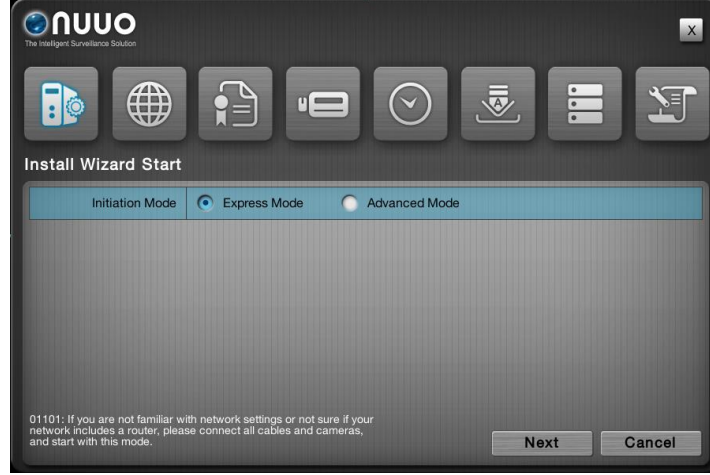 nuuo
The Intelligent Surveillance Solution
X
A
Install Wizard Start
Initiation Mode Express Mode Advanced Mode
01101: If you are not familiar with network settings or not sure if your
network includes a router, please connect all cables and cameras,
and start with this mode.
Next Cancel